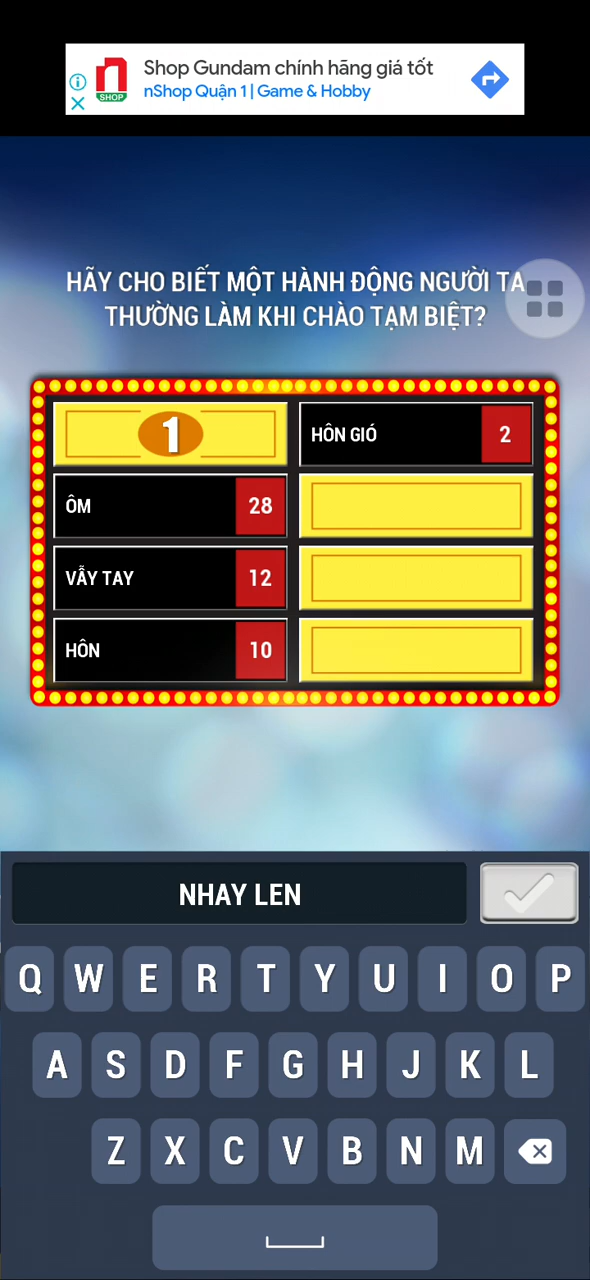 Shop Gundam chính hãng giá tốt
nShop Quận 1 | Game & Hobby
n
SHOP
HÃY CHO BIẾT MỘT HÀNH ĐỘNG NGƯỜI TA
THƯỜNG LÀM KHI CHÀO TẠM BIỆT?
1
HÔN GIÓ 2
ÔM 28
VẪY TAY 12
HÔN 10
NHAY LEN
Q W E R T Y U I O P
A S D F G H J K L
Z X C V B N M